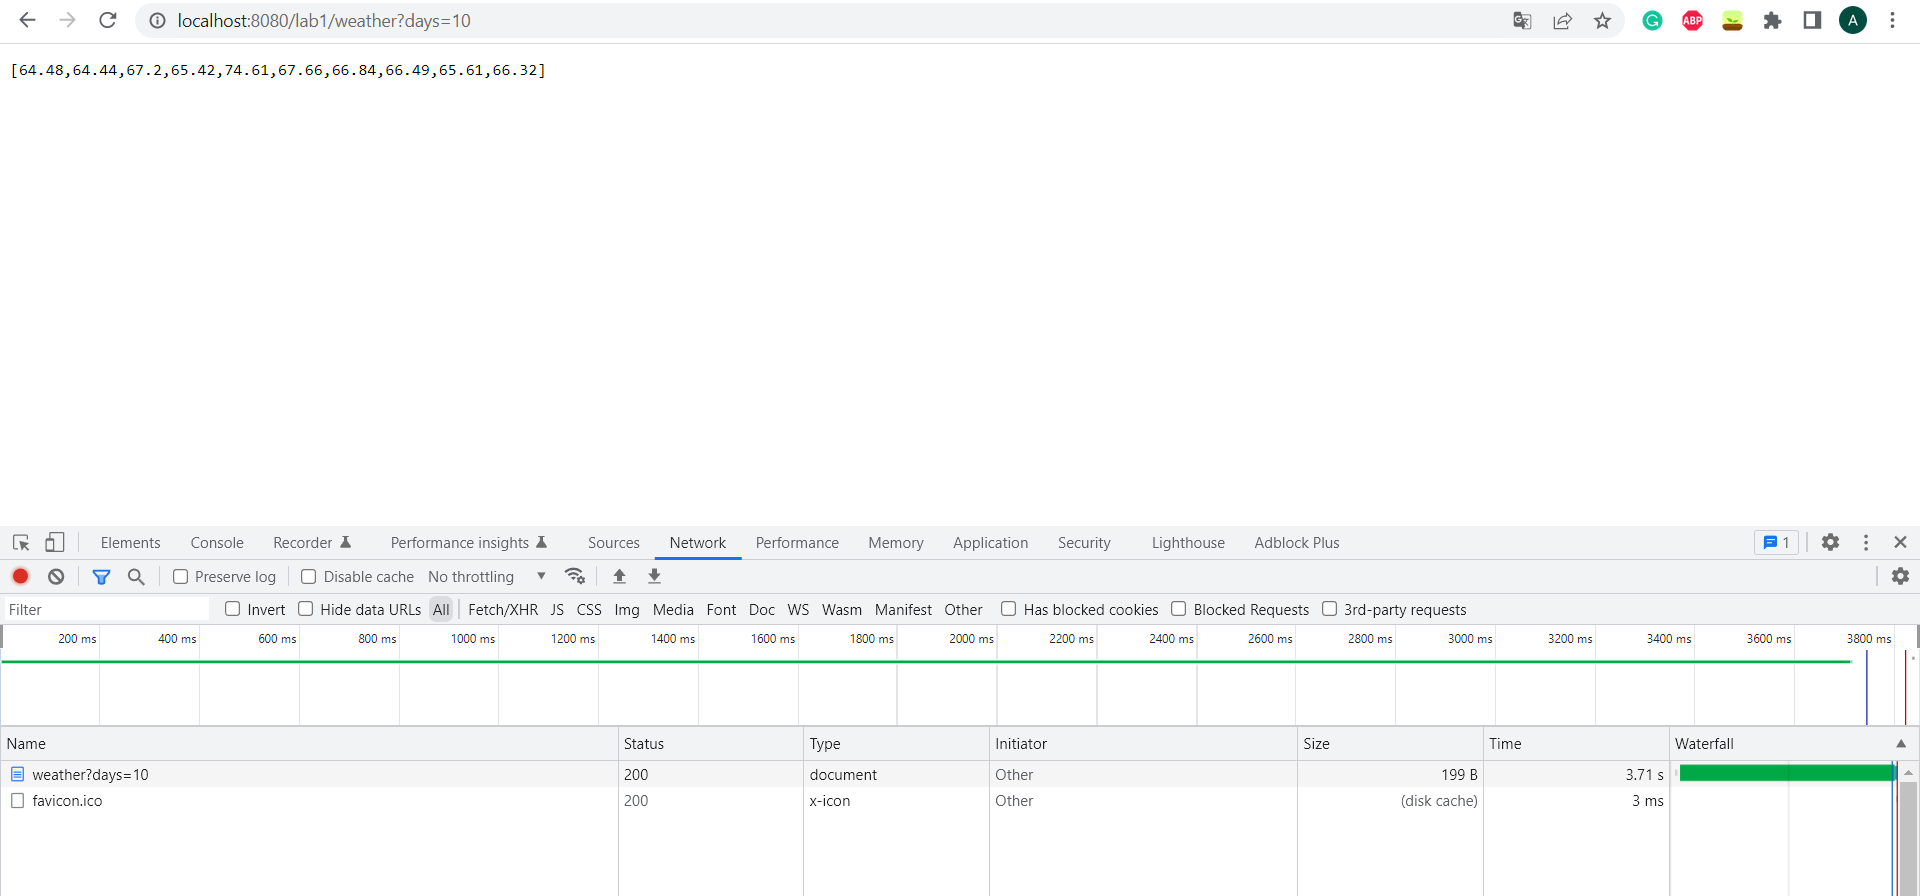 localhost:8080/lab1/weather?days=10
ABP
A
[64.48,64.44,67.2,65.42,74.61,67.66,66.84,66.49,65.61,66.32]
Elements Console Recorder Performance insights Sources Network Performance Memory Application Security Lighthouse Adblock Plus 1
Preserve log Disable cache No throttling
Filter Invert Hide data URLs All Fetch/XHR JS CSS Img Media Font Doc WS Wasm Manifest Other Has blocked cookies Blocked Requests 3rd-party requests
200 ms 400 ms 600 ms 800 ms 1000 ms 1200 ms 1400 ms 1600 ms 1800 ms 2000 ms 2200 ms 2400 ms 2600 ms 2800 ms 3000 ms 3200 ms 3400 ms 3600 ms 3800 ms
Name Status Type Initiator Size Time Waterfall
weather?days=10 200 document Other 199 B 3.71 s
favicon.ico 200 x-icon Other (disk cache) 3 ms